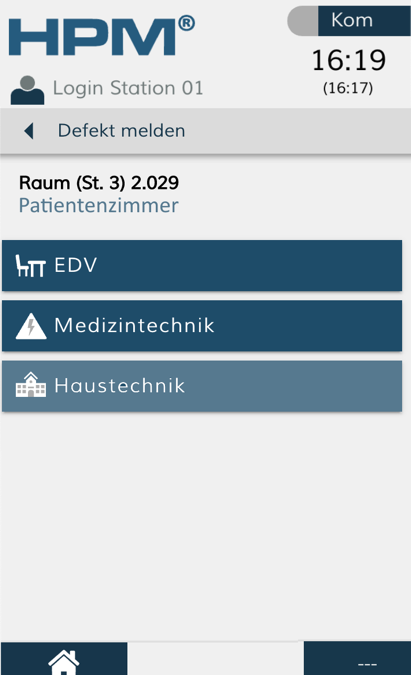 HPM®
Kom
16:19
Login Station 01
(16:17)
Defekt melden
Raum (St. 3) 2.029
Patientenzimmer
EDV
Medizintechnik
Haustechnik
---